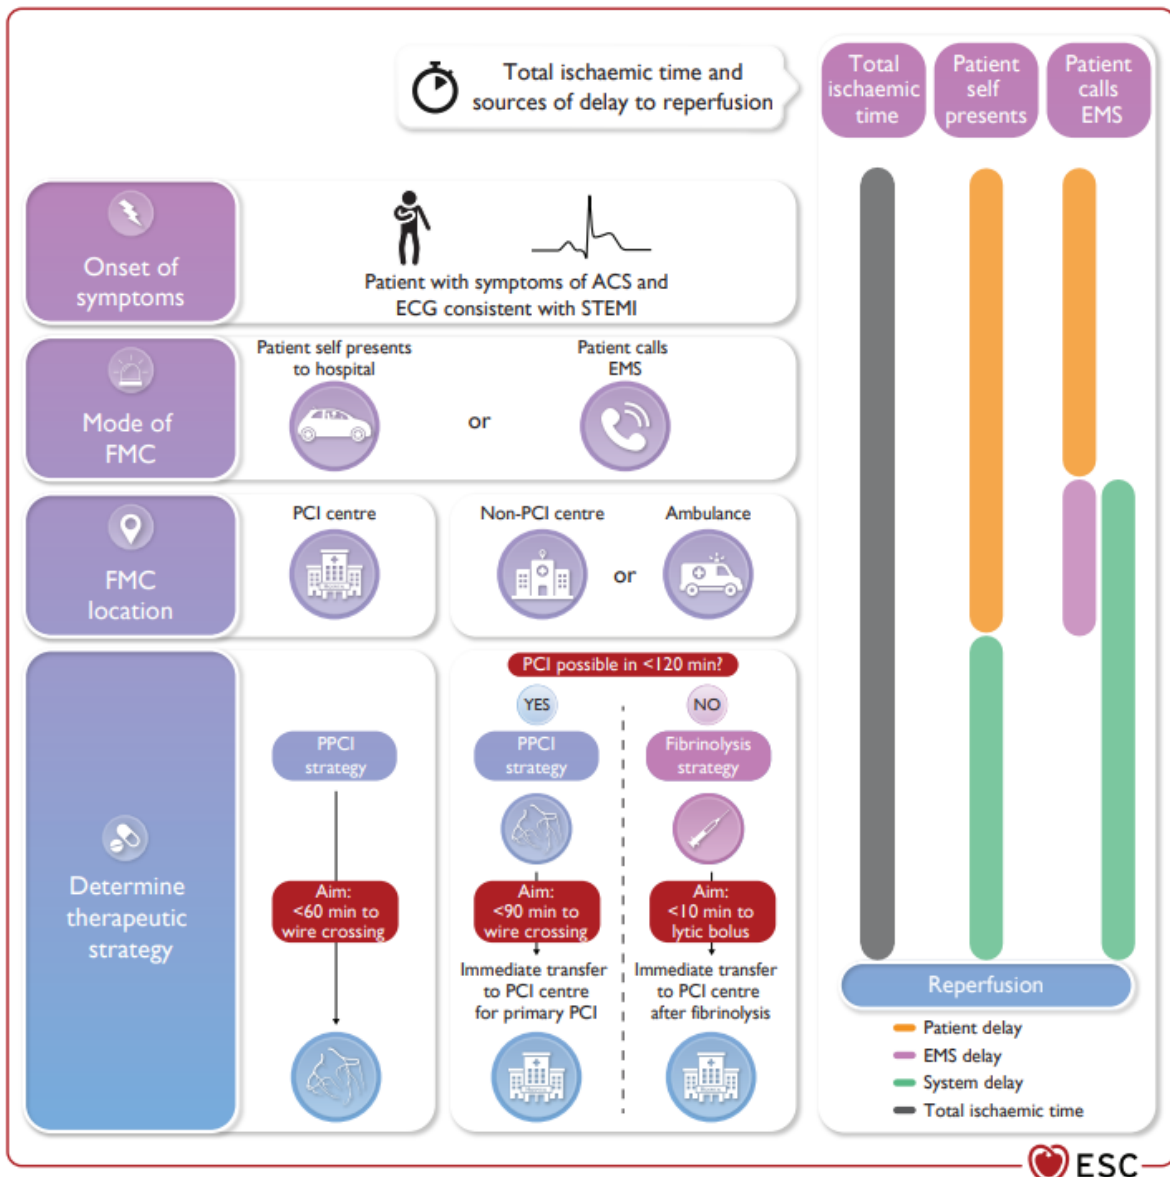 Total ischaemic time and
sources of delay to reperfusion
Total
ischaemic
time
Patient
self
presents
Patient
calls
EMS
Onset of
symptoms
Patient with symptoms of ACS and
ECG consistent with STEMI
Mode of
FMC
Patient self presents
to hospital
or
Patient calls
EMS
FMC
location
PCI centre
Non-PCI centre
or
Ambulance
Determine
therapeutic
strategy
PPCI
strategy
Aim:
<60 min to
wire crossing
PCI possible in <120 min?
YES
PPCI
strategy
Aim:
<90 min to
wire crossing
Immediate transfer
to PCI centre
for primary PCI
NO
Fibrinolysis
strategy
Aim:
<10 min to
lytic bolus
Immediate transfer
to PCI centre
after fibrinolysis
Reperfusion
Patient delay
EMS delay
System delay
Total ischaemic time
ESC